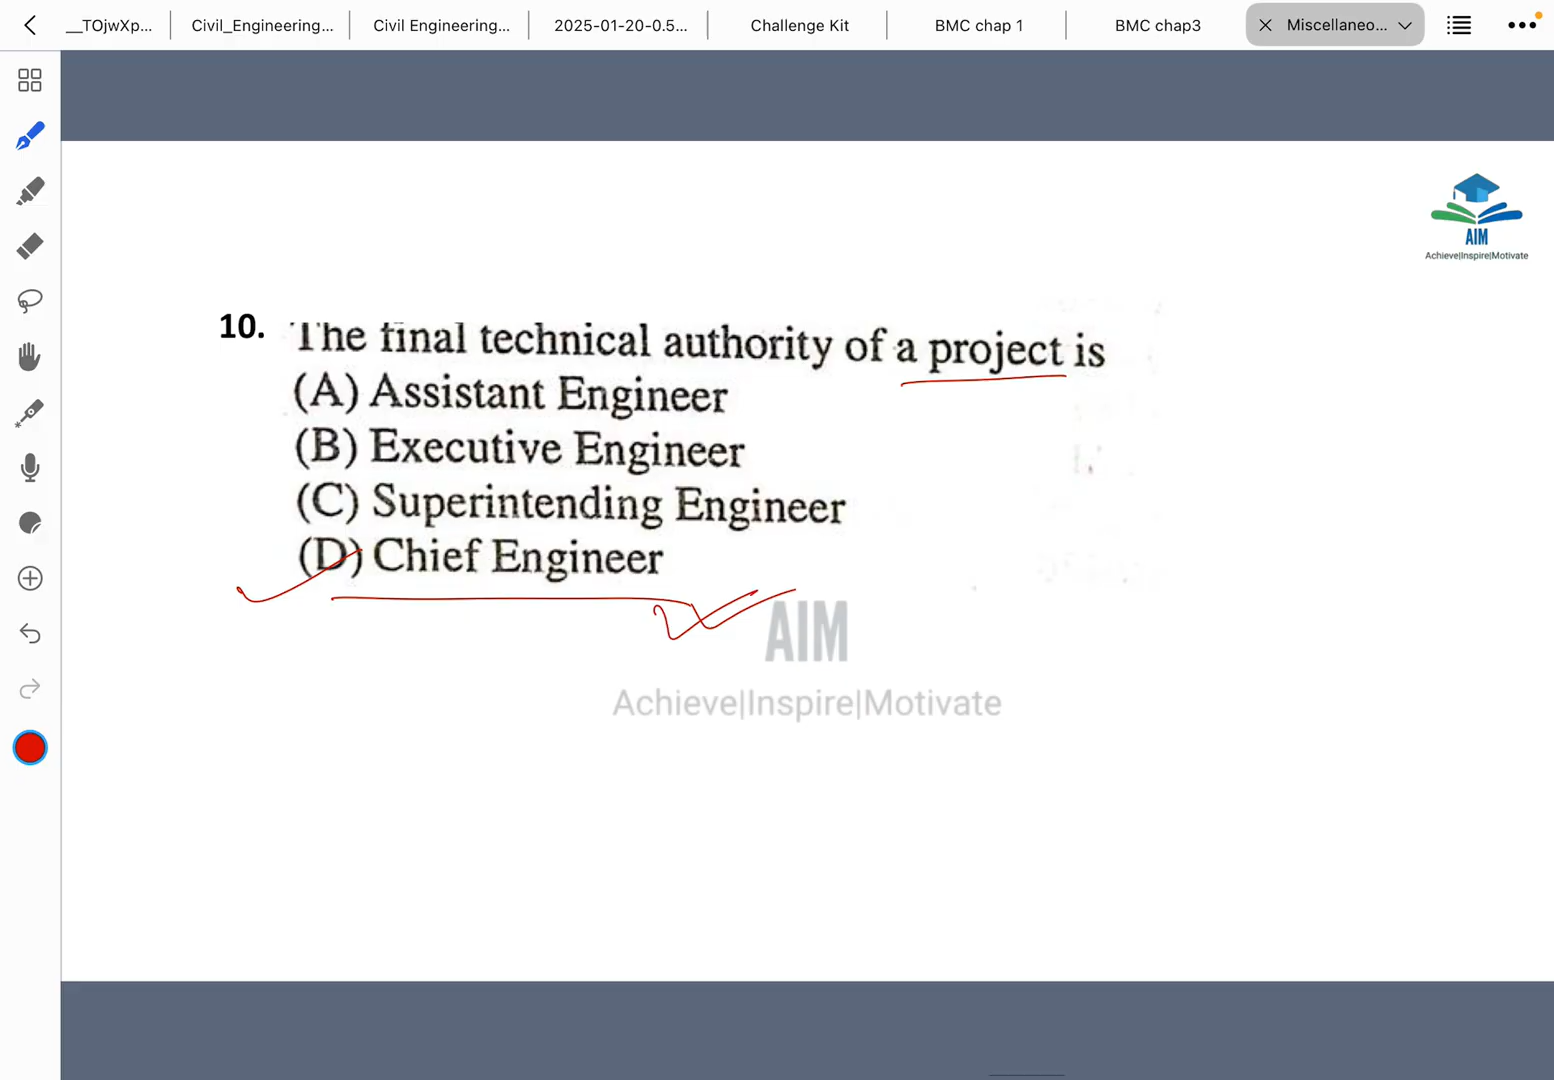 __TOjwXp...
Civil_Engineering...
Civil Engineering...
2025-01-20-0.5...
Challenge Kit
BMC chap 1
BMC chap3
Miscellaneo...
AIM
Achieve|Inspire|Motivate
10. The final technical authority of a project is
(A) Assistant Engineer
(B) Executive Engineer
(C) Superintending Engineer
(D) Chief Engineer
AIM
Achieve|Inspire|Motivate